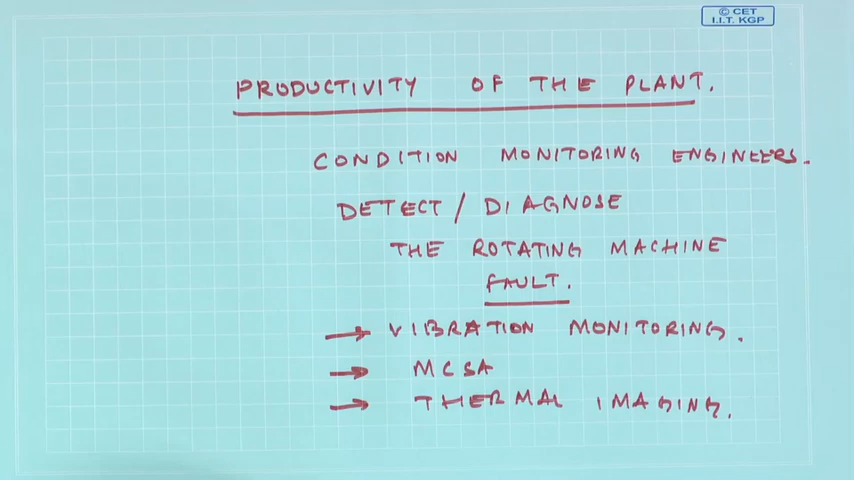 © CET
I.I.T. KGP
PRODUCTIVITY OF THE PLANT.
CONDITION MONITORING ENGINEERS.
DETECT / DIAGNOSE
THE ROTATING MACHINE
FAULT.
→ VIBRATION MONITORING.
→ MCSA
→ THERMAL IMAGING.